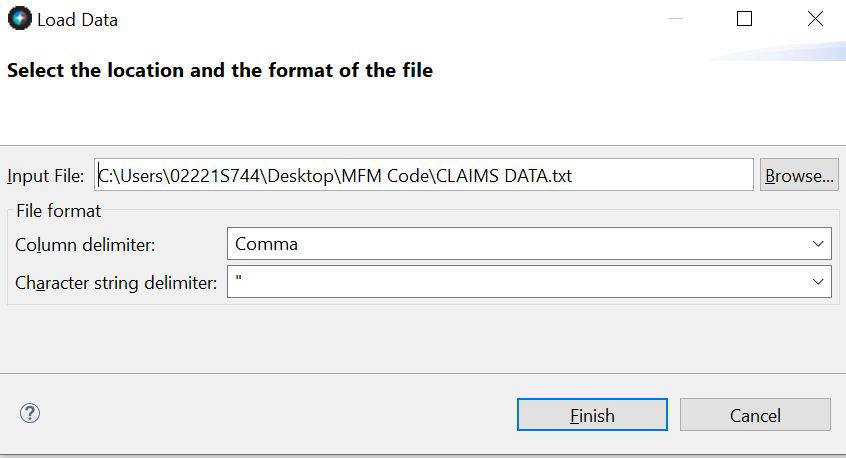 Load Data
Select the location and the format of the file
Input File: C:\Users\02221S744\Desktop\MFM Code\CLAIMS DATA.txt Browse...
File format
Column delimiter: Comma
Character string delimiter: "
? Finish Cancel